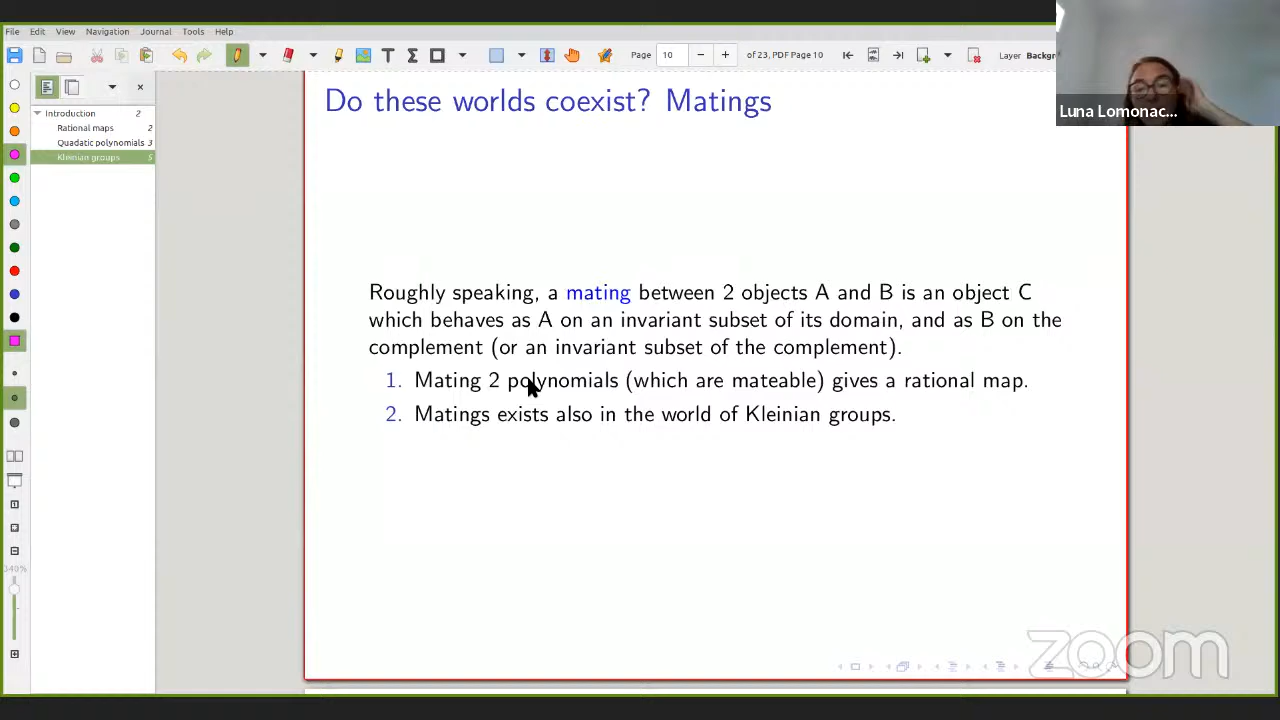 File Edit View Navigation Journal Tools Help
Page 10 of 23, PDF Page 10
Layer Backgr
Introduction 2
Rational maps 2
Quadatic polynomials 3
Kleinian groups 5
340%
Luna Lomonac...
Do these worlds coexist? Matings
Roughly speaking, a mating between 2 objects A and B is an object C
which behaves as A on an invariant subset of its domain, and as B on the
complement (or an invariant subset of the complement).
1. Mating 2 polynomials (which are mateable) gives a rational map.
2. Matings exists also in the world of Kleinian groups.
zoom